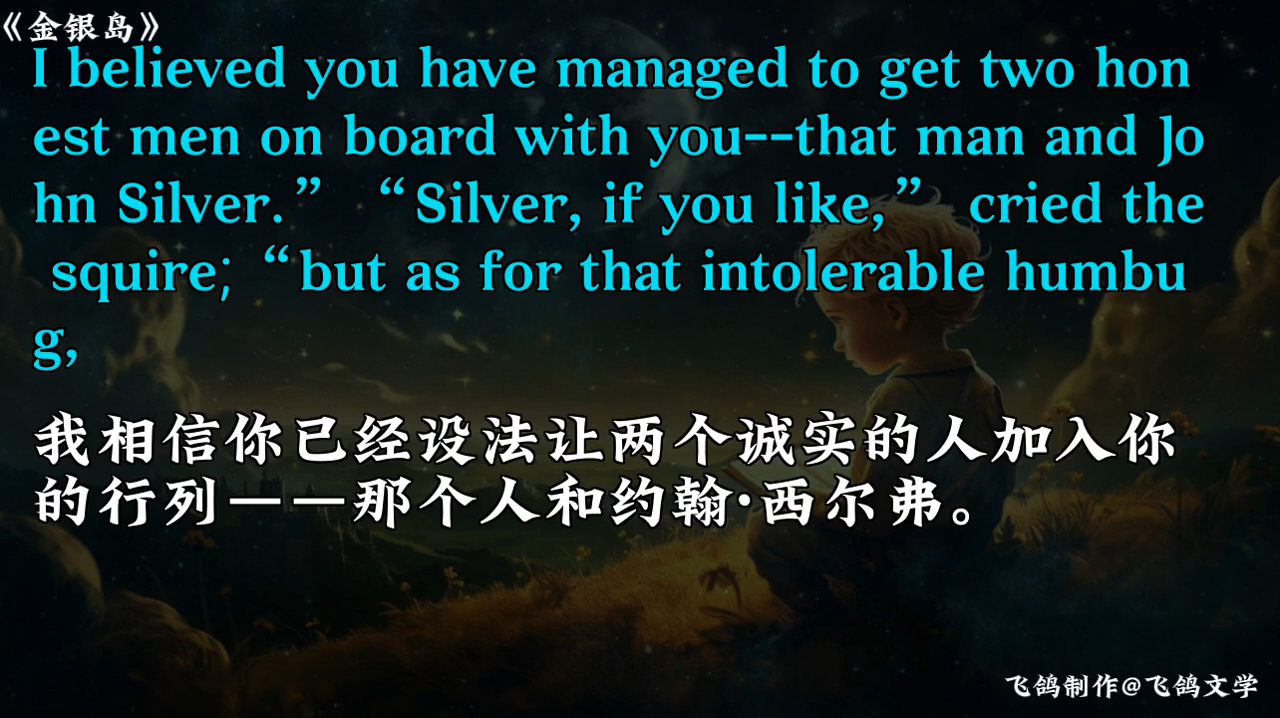 《金银岛》
I believed you have managed to get two hon
est men on board with you--that man and Jo
hn Silver.” “Silver, if you like,” cried the
squire; “but as for that intolerable humbu
g,
我相信你已经设法让两个诚实的人加入你
的行列——那个人和约翰·西尔弗。
飞鸽制作@飞鸽文学